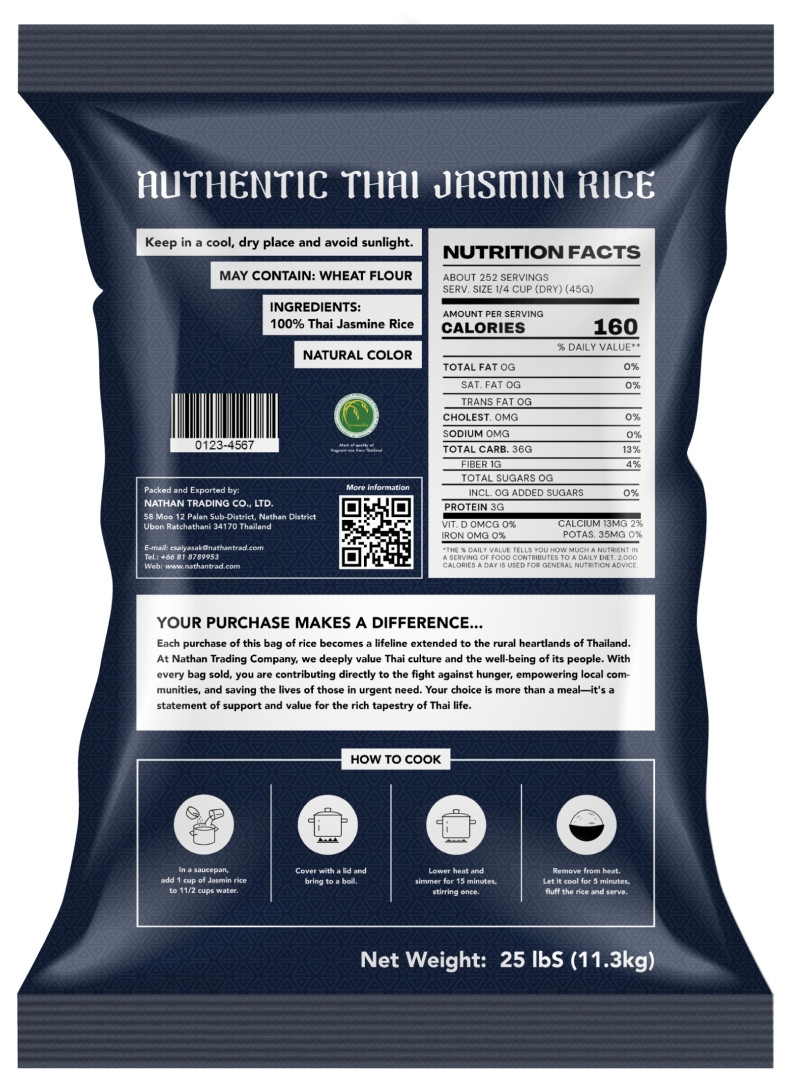 AUTHENTIC THAI JASMIN RICE
Keep in a cool, dry place and avoid sunlight.
MAY CONTAIN: WHEAT FLOUR
INGREDIENTS:
100% Thai Jasmine Rice
NATURAL COLOR
0123-4567
Mark of quality of
fragrant rice from Thailand
Packed and Exported by:
NATHAN TRADING CO., LTD.
58 Moo 12 Palan Sub-District, Nathan District
Ubon Ratchathani 34170 Thailand
E-mail: csaiyasak@nathantrad.com
Tel.: +66 81 8789953
Web: www.nathantrad.com
More information
NUTRITION FACTS
ABOUT 252 SERVINGS
SERV. SIZE 1/4 CUP (DRY) (45G)
AMOUNT PER SERVING
CALORIES 160
% DAILY VALUE**
TOTAL FAT 0G 0%
SAT. FAT 0G 0%
TRANS FAT 0G
CHOLEST. 0MG 0%
SODIUM 0MG 0%
TOTAL CARB. 36G 13%
FIBER 1G 4%
TOTAL SUGARS 0G
INCL. 0G ADDED SUGARS 0%
PROTEIN 3G
VIT. D 0MCG 0% CALCIUM 13MG 2%
IRON 0MG 0% POTAS. 35MG 0%
*THE % DAILY VALUE TELLS YOU HOW MUCH A NUTRIENT IN
A SERVING OF FOOD CONTRIBUTES TO A DAILY DIET. 2,000
CALORIES A DAY IS USED FOR GENERAL NUTRITION ADVICE.
YOUR PURCHASE MAKES A DIFFERENCE...
Each purchase of this bag of rice becomes a lifeline extended to the rural heartlands of Thailand.
At Nathan Trading Company, we deeply value Thai culture and the well-being of its people. With
every bag sold, you are contributing directly to the fight against hunger, empowering local com-
munities, and saving the lives of those in urgent need. Your choice is more than a meal—it's a
statement of support and value for the rich tapestry of Thai life.
HOW TO COOK
In a saucepan,
add 1 cup of Jasmin rice
to 11/2 cups water.
Cover with a lid and
bring to a boil.
Lower heat and
simmer for 15 minutes,
stirring once.
Remove from heat.
Let it cool for 5 minutes,
fluff the rice and serve.
Net Weight: 25 lbS (11.3kg)